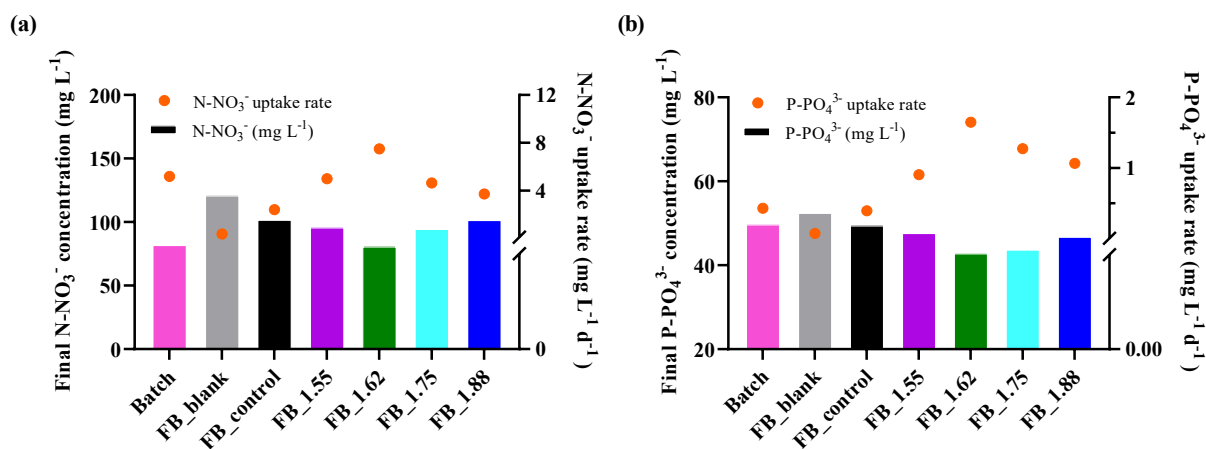 (a)
Final N-NO₃⁻ concentration (mg L⁻¹)
200
150
100
50
0
N-NO₃⁻ uptake rate
N-NO₃⁻ (mg L⁻¹)
12
8
4
0
N-NO₃⁻ uptake rate (mg L⁻¹ d⁻¹)
Batch
FB_blank
FB_control
FB_1.55
FB_1.62
FB_1.75
FB_1.88
(b)
Final P-PO₄³⁻ concentration (mg L⁻¹)
80
60
40
20
P-PO₄³⁻ uptake rate
P-PO₄³⁻ (mg L⁻¹)
2
1
0.00
P-PO₄³⁻ uptake rate (mg L⁻¹ d⁻¹)
Batch
FB_blank
FB_control
FB_1.55
FB_1.62
FB_1.75
FB_1.88